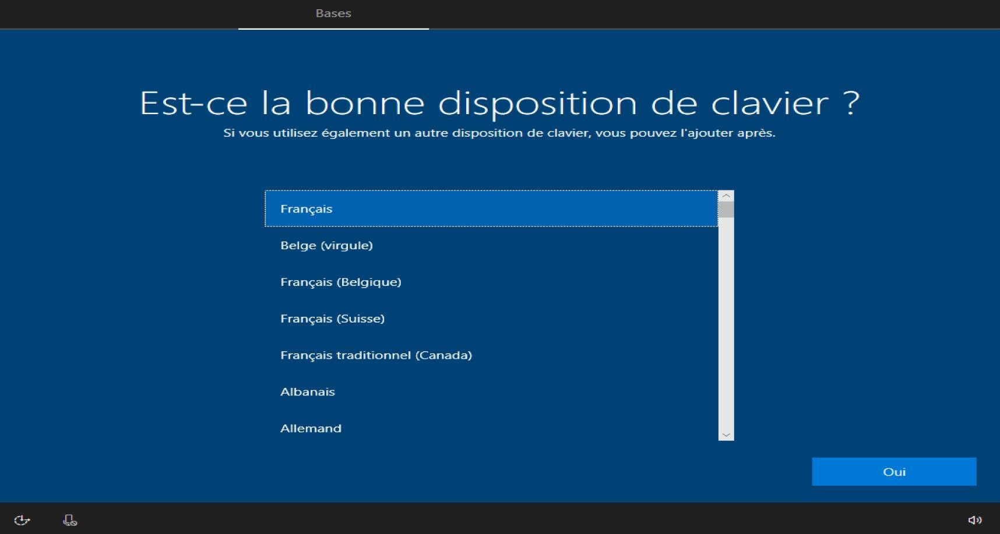 Bases
Est-ce la bonne disposition de clavier ?
Si vous utilisez également un autre disposition de clavier, vous pouvez l'ajouter après.
Français
Belge (virgule)
Français (Belgique)
Français (Suisse)
Français traditionnel (Canada)
Albanais
Allemand
Oui